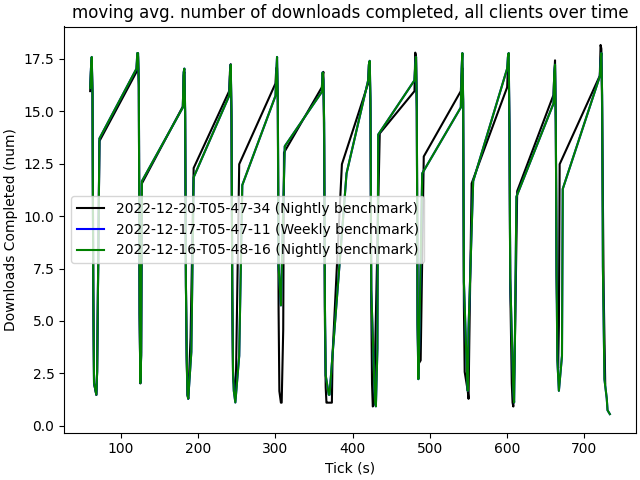 moving avg. number of downloads completed, all clients over time
17.5
15.0
12.5
10.0
7.5
5.0
2.5
0.0
Downloads Completed (num)
2022-12-20-T05-47-34 (Nightly benchmark)
2022-12-17-T05-47-11 (Weekly benchmark)
2022-12-16-T05-48-16 (Nightly benchmark)
100 200 300 400 500 600 700
Tick (s)